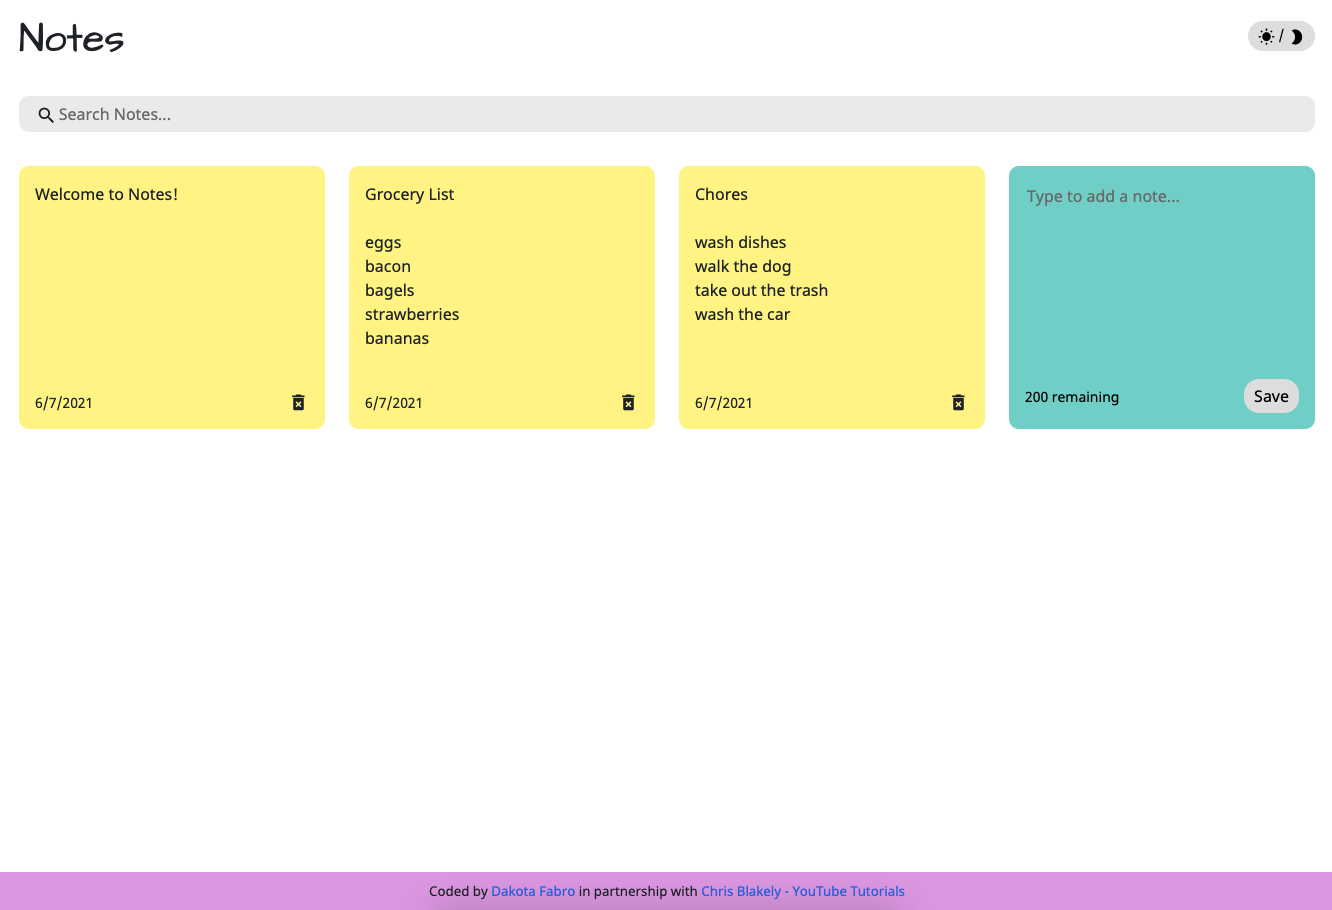 Notes
/
Search Notes...
Welcome to Notes!
6/7/2021
Grocery List
eggs
bacon
bagels
strawberries
bananas
6/7/2021
Chores
wash dishes
walk the dog
take out the trash
wash the car
6/7/2021
Type to add a note...
200 remaining
Save
Coded by Dakota Fabro in partnership with Chris Blakely - YouTube Tutorials